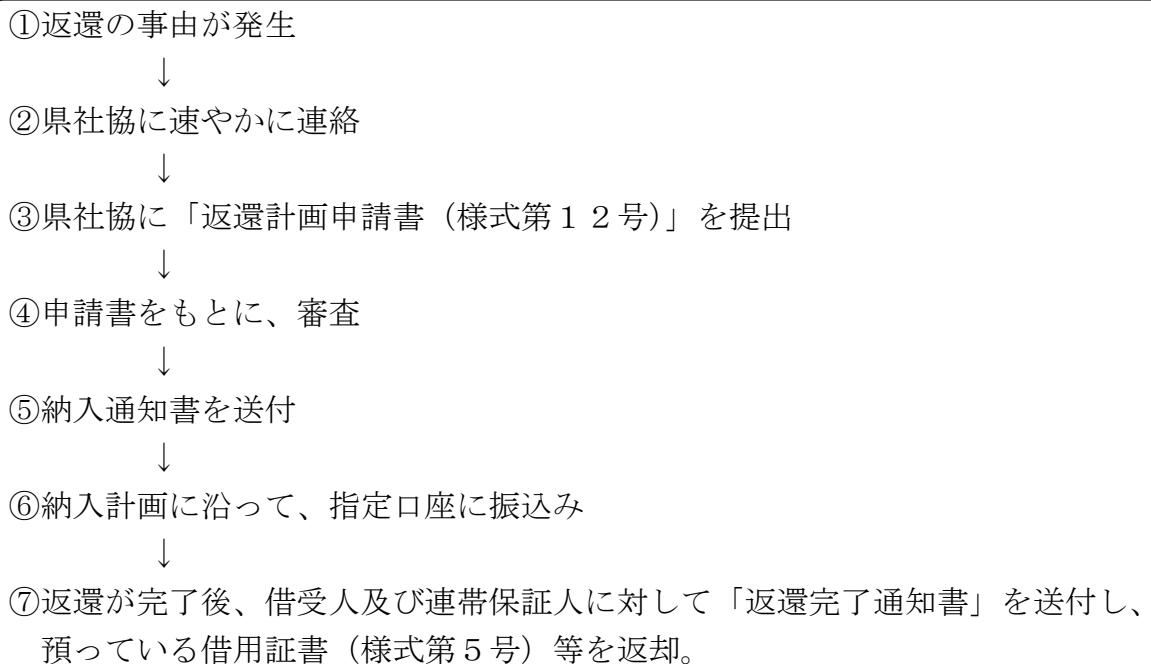 ①返還の事由が発生
↓
②県社協に速やかに連絡
↓
③県社協に「返還計画申請書（様式第１２号）」を提出
↓
④申請書をもとに、審査
↓
⑤納入通知書を送付
↓
⑥納入計画に沿って、指定口座に振込み
↓
⑦返還が完了後、借受人及び連帯保証人に対して「返還完了通知書」を送付し、
預っている借用証書（様式第５号）等を返却。